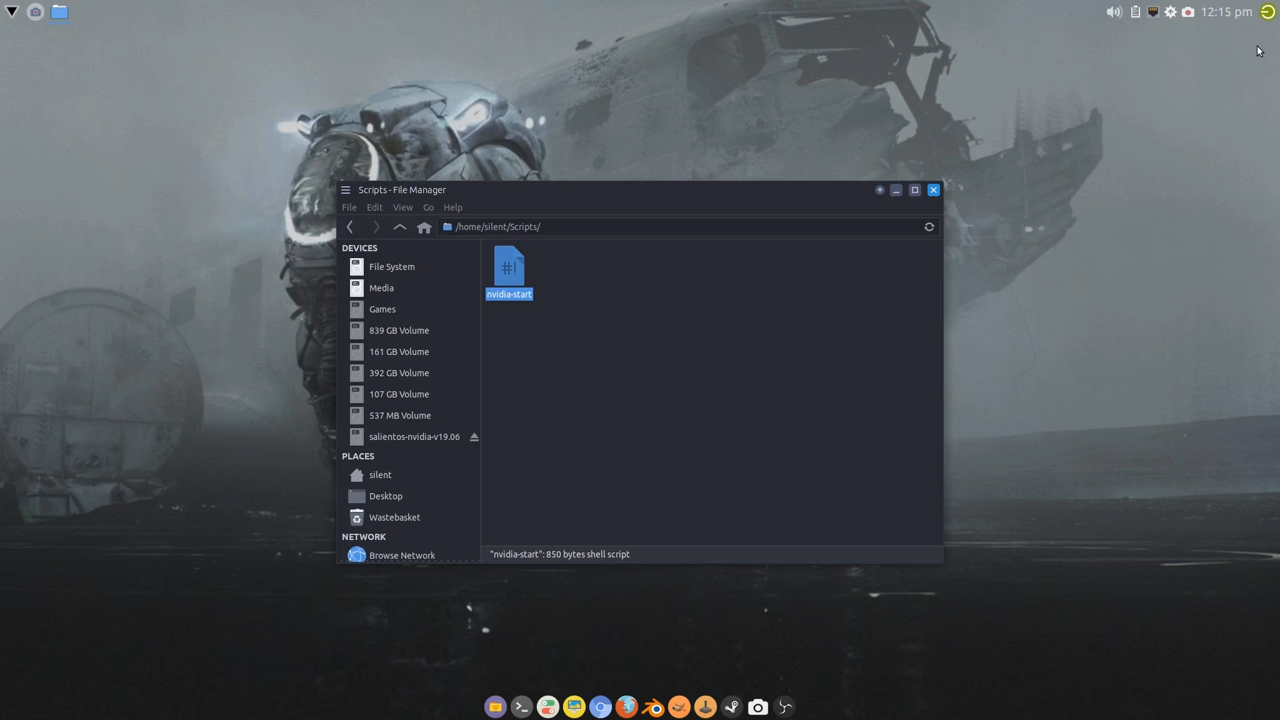 12:15 pm
Scripts - File Manager
File Edit View Go Help
/home/silent/Scripts/
DEVICES
File System
Media
Games
839 GB Volume
161 GB Volume
392 GB Volume
107 GB Volume
537 MB Volume
salientos-nvidia-v19.06
PLACES
silent
Desktop
Wastebasket
NETWORK
Browse Network
#!
nvidia-start
"nvidia-start": 850 bytes shell script